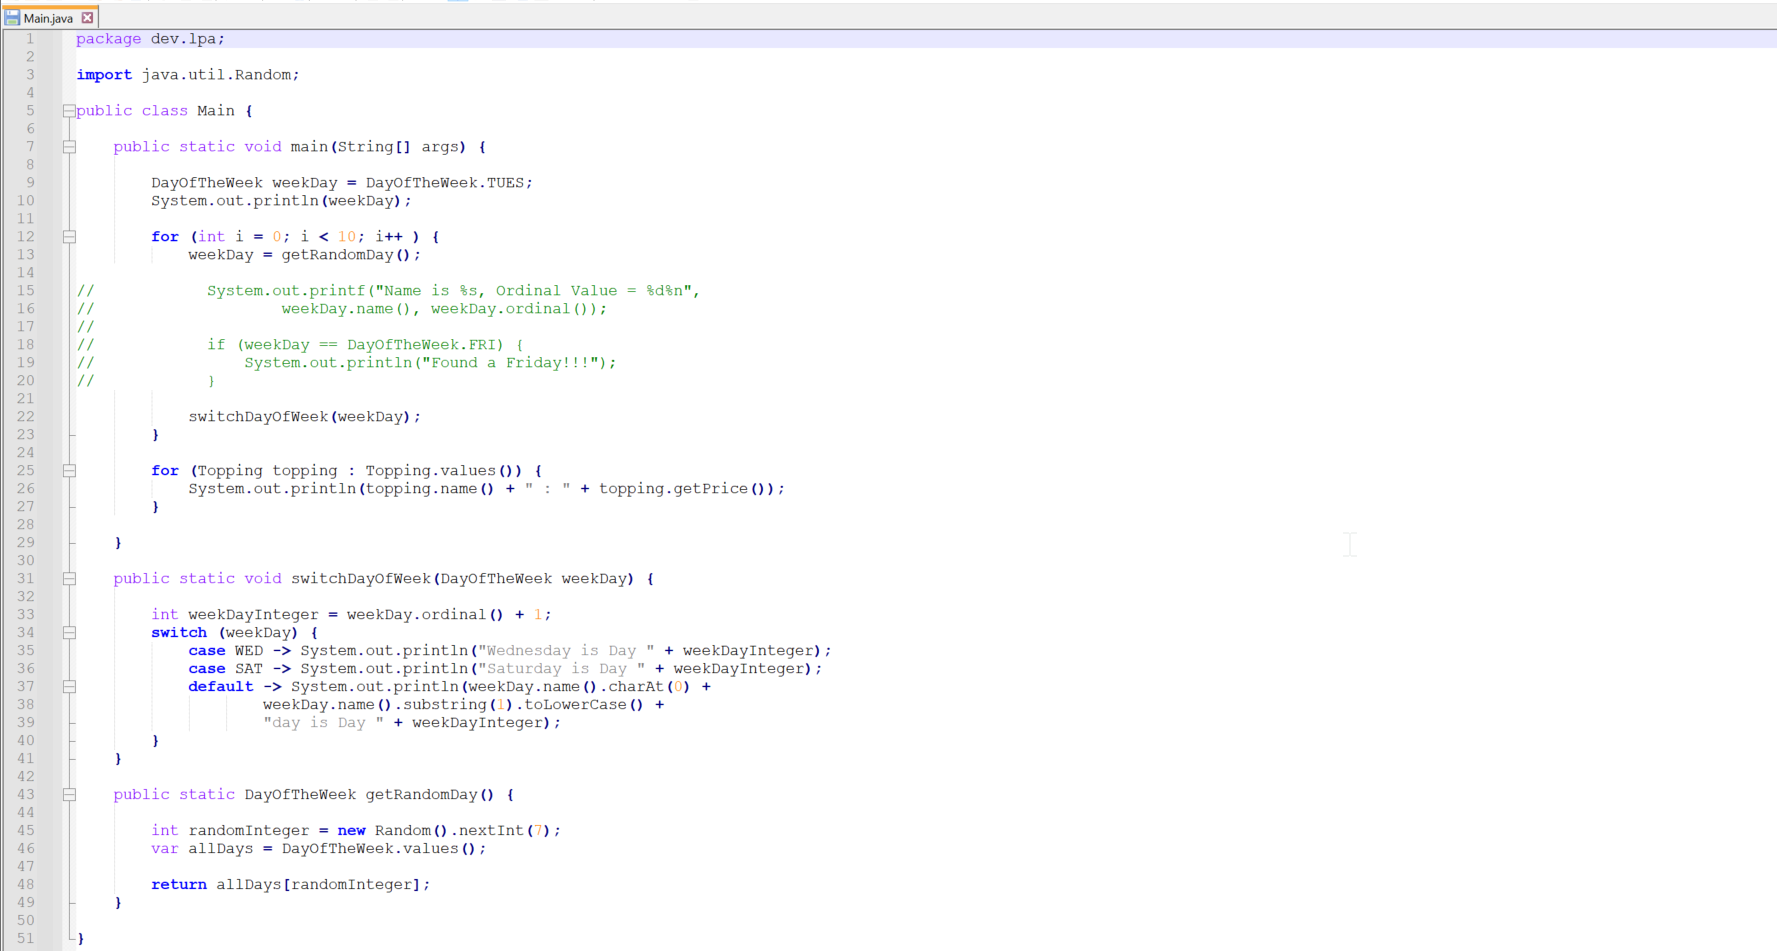 Main.java
1 package dev.lpa;
2
3 import java.util.Random;
4
5 public class Main {
6
7     public static void main(String[] args) {
8
9         DayOfTheWeek weekDay = DayOfTheWeek.TUES;
10         System.out.println(weekDay);
11
12         for (int i = 0; i < 10; i++ ) {
13             weekDay = getRandomDay();
14
15 //            System.out.printf("Name is %s, Ordinal Value = %d%n",
16 //                    weekDay.name(), weekDay.ordinal());
17 //
18 //            if (weekDay == DayOfTheWeek.FRI) {
19 //                System.out.println("Found a Friday!!!");
20 //            }
21
22             switchDayOfWeek(weekDay);
23         }
24
25         for (Topping topping : Topping.values()) {
26             System.out.println(topping.name() + " : " + topping.getPrice());
27         }
28
29     }
30
31     public static void switchDayOfWeek(DayOfTheWeek weekDay) {
32
33         int weekDayInteger = weekDay.ordinal() + 1;
34         switch (weekDay) {
35             case WED -> System.out.println("Wednesday is Day " + weekDayInteger);
36             case SAT -> System.out.println("Saturday is Day " + weekDayInteger);
37             default -> System.out.println(weekDay.name().charAt(0) +
38                     weekDay.name().substring(1).toLowerCase() +
39                     "day is Day " + weekDayInteger);
40         }
41     }
42
43     public static DayOfTheWeek getRandomDay() {
44
45         int randomInteger = new Random().nextInt(7);
46         var allDays = DayOfTheWeek.values();
47
48         return allDays[randomInteger];
49     }
50
51 }